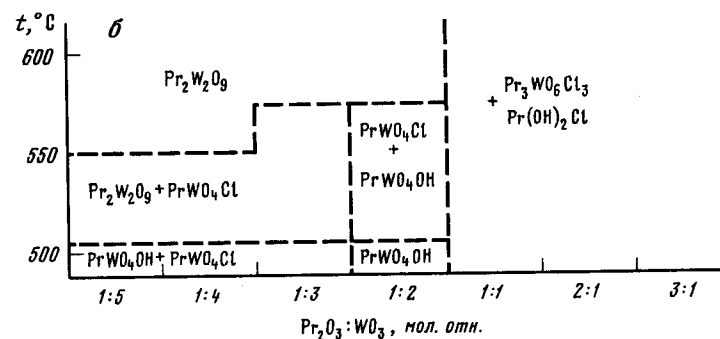 t,°C
б
600
550
500
Pr₂W₂O₉
Pr₃WO₆Cl₃
+
Pr(OH)₂Cl
PrWO₄Cl
+
PrWO₄OH
Pr₂W₂O₉ + PrWO₄Cl
PrWO₄OH + PrWO₄Cl
PrWO₄OH
1:5 1:4 1:3 1:2 1:1 2:1 3:1
Pr₂O₃ : WO₃, мол. отн.